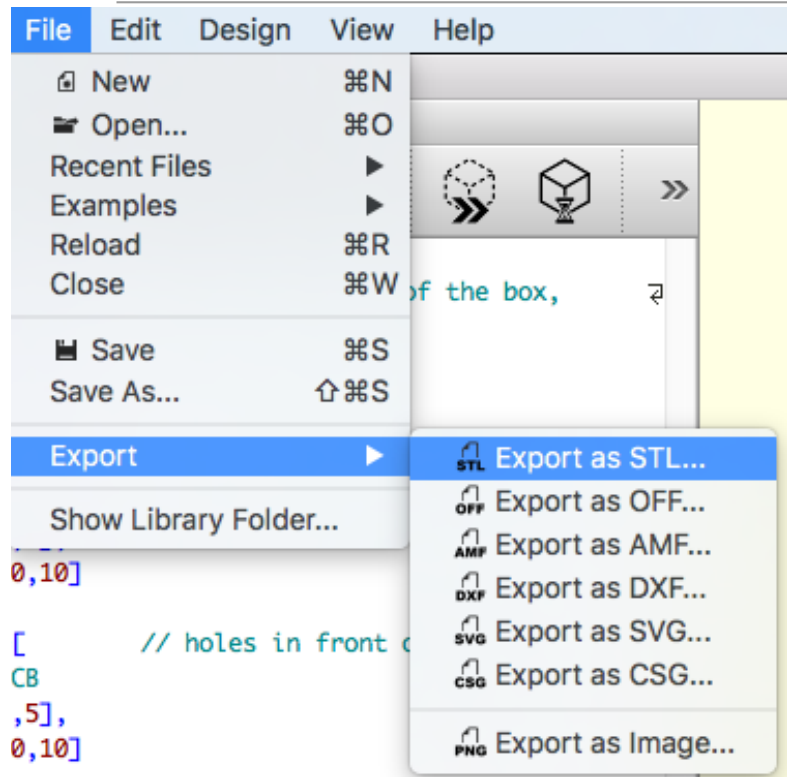 File Edit Design View Help
New ⌘N
Open... ⌘O
Recent Files ▶
Examples ▶
Reload ⌘R
Close ⌘W
of the box,
Save ⌘S
Save As... ⇧⌘S
Export ▶
STL Export as STL...
OFF Export as OFF...
AMF Export as AMF...
DXF Export as DXF...
SVG Export as SVG...
CSG Export as CSG...
PNG Export as Image...
Show Library Folder...
0,10]
[ // holes in front
CB
,5],
0,10]